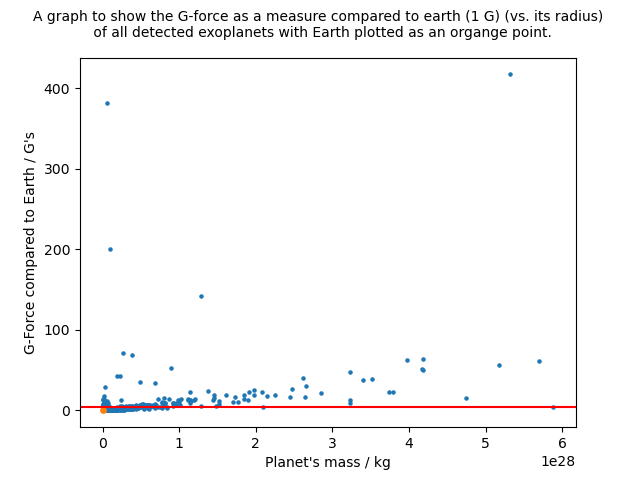 A graph to show the G-force as a measure compared to earth (1 G) (vs. its radius)
of all detected exoplanets with Earth plotted as an organge point.
400
300
200
100
0
G-Force compared to Earth / G's
0 1 2 3 4 5 6
1e28
Planet's mass / kg